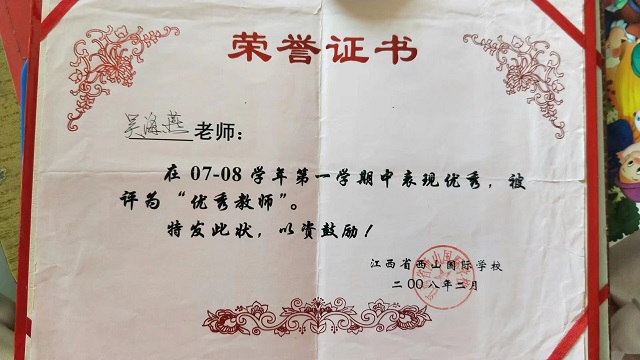 荣誉证书
吴海燕老师：
在07-08学年第一学期中表现优秀，被
评为“优秀教师”。
特发此状，以资鼓励！
江西省西山国际学校
二00八年二月